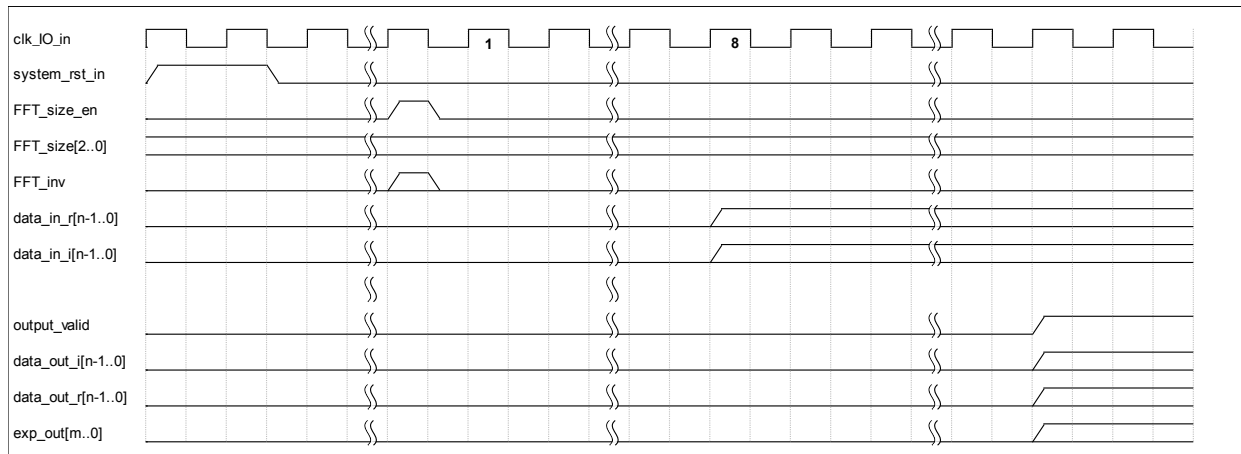 clk_IO_in 1 8
system_rst_in
FFT_size_en
FFT_size[2..0]
FFT_inv
data_in_r[n-1..0]
data_in_i[n-1..0]
output_valid
data_out_i[n-1..0]
data_out_r[n-1..0]
exp_out[m..0]